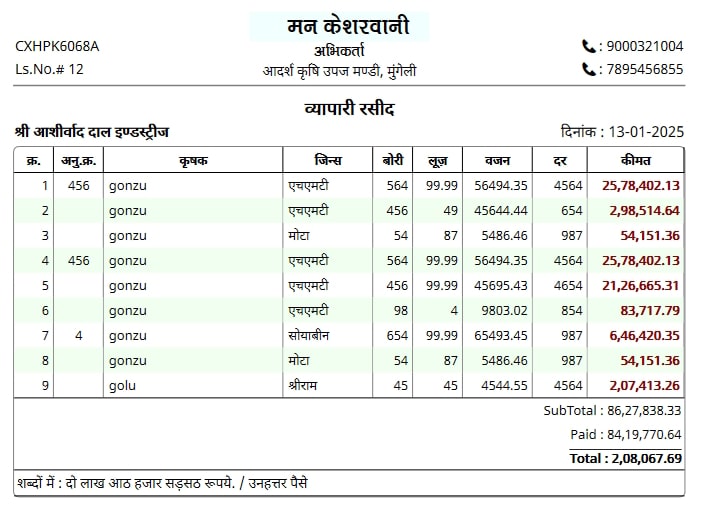 मन केशरवानी
CXHPK6068A
अभिकर्ता
: 9000321004
Ls.No.# 12
आदर्श कृषि उपज मण्डी, मुंगेली
: 7895456855
व्यापारी रसीद
श्री आशीर्वाद दाल इण्डस्ट्रीज दिनांक : 13-01-2025
क्र. अनु.क्र. कृषक जिन्स बोरी लूज़ वजन दर कीमत
1 456 gonzu एचएमटी 564 99.99 56494.35 4564 25,78,402.13
2 gonzu एचएमटी 456 49 45644.44 654 2,98,514.64
3 gonzu मोटा 54 87 5486.46 987 54,151.36
4 456 gonzu एचएमटी 564 99.99 56494.35 4564 25,78,402.13
5 gonzu एचएमटी 456 99.99 45695.43 4654 21,26,665.31
6 gonzu एचएमटी 98 4 9803.02 854 83,717.79
7 4 gonzu सोयाबीन 654 99.99 65493.45 987 6,46,420.35
8 gonzu मोटा 54 87 5486.46 987 54,151.36
9 golu श्रीराम 45 45 4544.55 4564 2,07,413.26
SubTotal : 86,27,838.33
Paid : 84,19,770.64
Total : 2,08,067.69
शब्दों में : दो लाख आठ हजार सड़सठ रूपये. / उनहत्तर पैसे